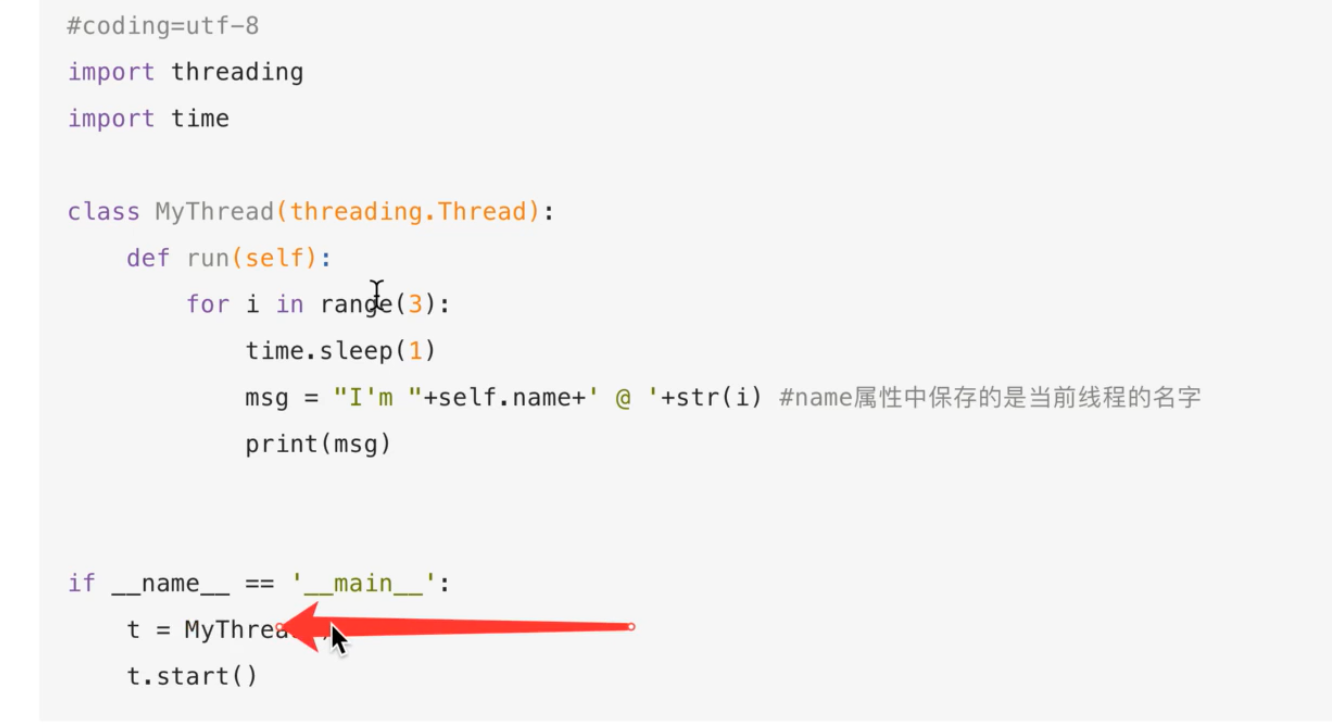 #coding=utf-8
import threading
import time
class MyThread(threading.Thread):
def run(self):
for i in range(3):
time.sleep(1)
msg = "I'm "+self.name+' @ '+str(i) #name属性中保存的是当前线程的名字
print(msg)
if __name__ == '__main__':
t =
t.start()